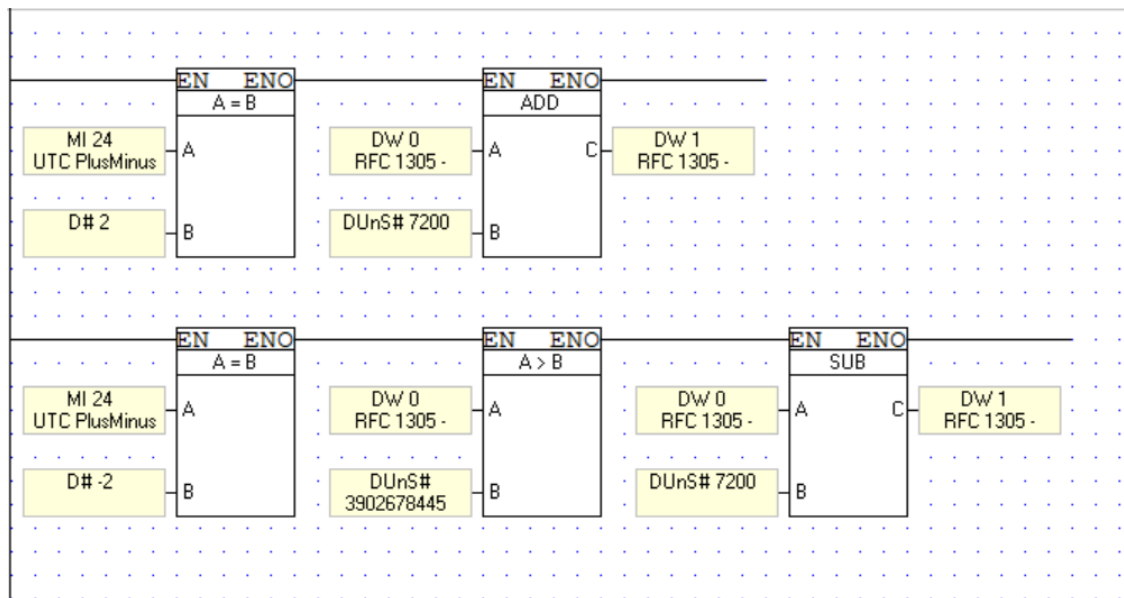 EN ENO EN ENO
A = B ADD
MI 24 DW 0 DW 1
UTC PlusMinus A RFC 1305 - A C RFC 1305 -
D# 2 B DUnS# 7200 B
EN ENO EN ENO EN ENO
A = B A > B SUB
MI 24 DW 0 DW 0 DW 1
UTC PlusMinus A RFC 1305 - A RFC 1305 - A C RFC 1305 -
D# -2 B DUnS# B DUnS# 7200 B
3902678445